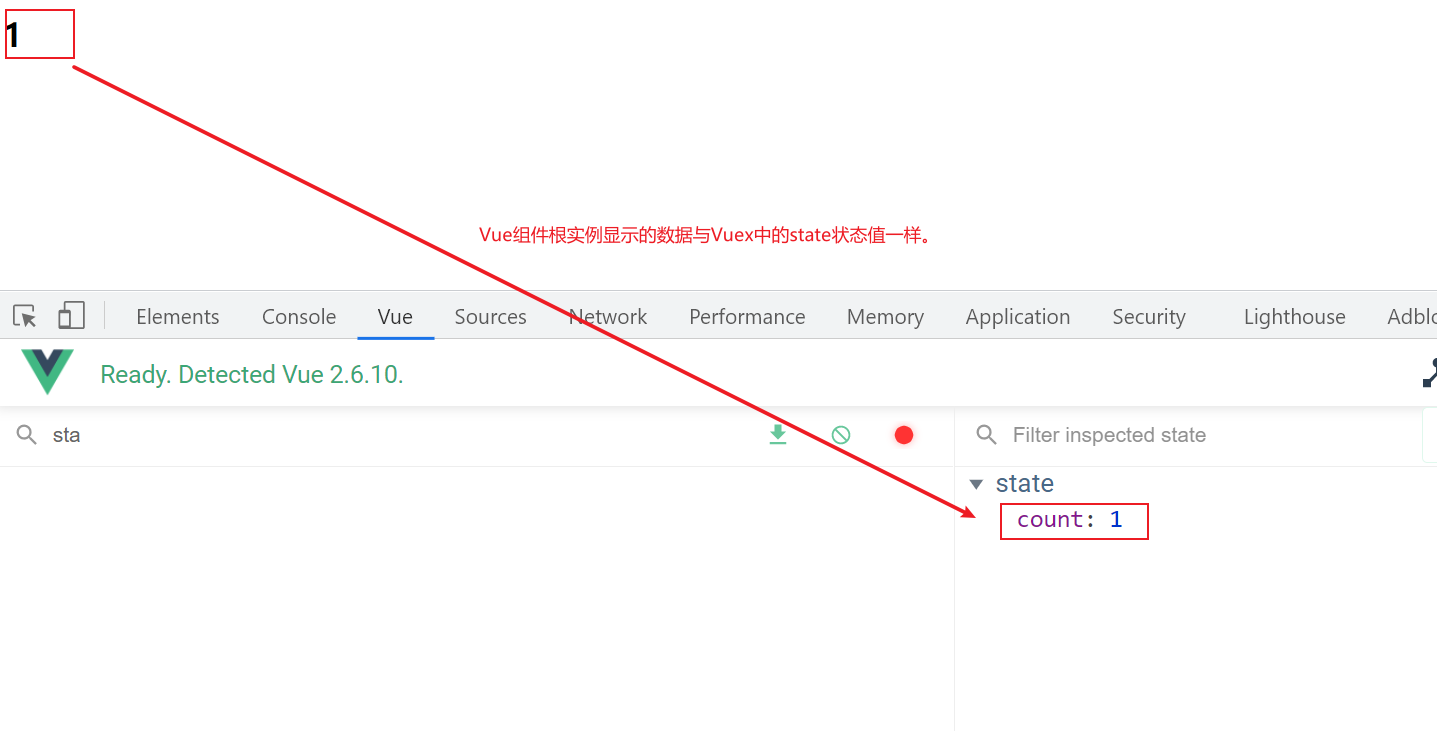 1
Vue组件根实例显示的数据与Vuex中的state状态值一样。
Elements Console Vue Sources Network Performance Memory Application Security Lighthouse Adblo
Ready. Detected Vue 2.6.10.
sta
Filter inspected state
state
count: 1